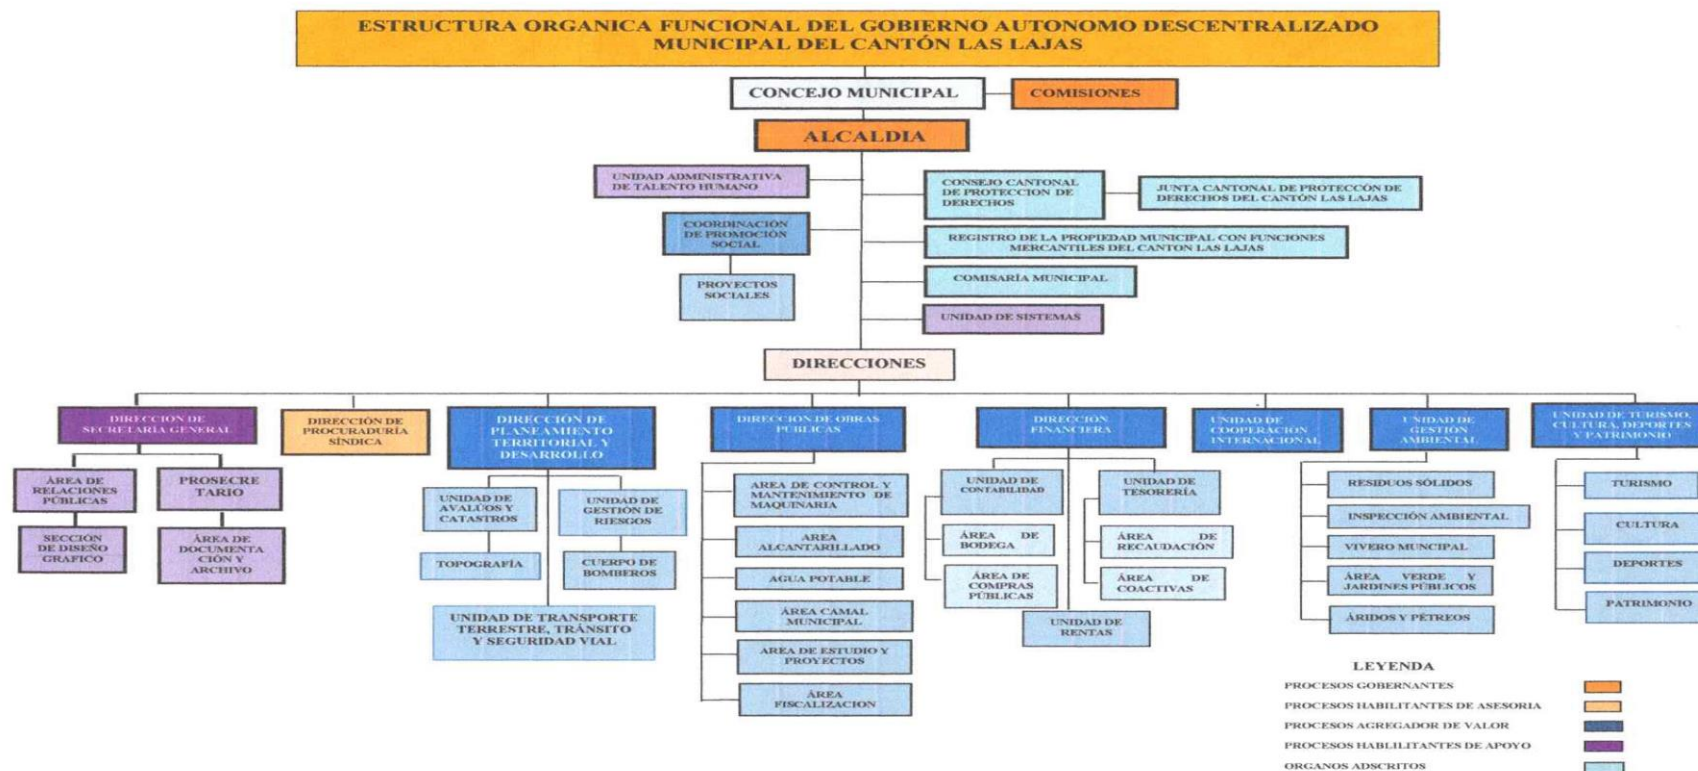 ESTRUCTURA ORGANICA FUNCIONAL DEL GOBIERNO AUTONOMO DESCENTRALIZADO
MUNICIPAL DEL CANTÓN LAS LAJAS
CONCEJO MUNICIPAL
COMISIONES
ALCALDIA
UNIDAD ADMINISTRATIVA
DE TALENTO HUMANO
CONSEJO CANTONAL
DE PROTECCION DE
DERECHOS
JUNTA CANTONAL DE PROTECCÓN DE
DERECHOS DEL CANTÓN LAS LAJAS
COORDINACIÓN
DE PROMOCIÓN
SOCIAL
REGISTRO DE LA PROPIEDAD MUNICIPAL CON FUNCIONES
MERCANTILES DEL CANTON LAS LAJAS
PROYECTOS
SOCIALES
COMISARÍA MUNICIPAL
UNIDAD DE SISTEMAS
DIRECCIONES
DIRECCION DE
SECRETARÍA GENERAL
DIRECCIÓN DE
PROCURADURÍA
SÍNDICA
DIRECCIÓN DE
PLANEAMIENTO
TERRITORIAL Y
DESARROLLO
DIRECCION DE OBRAS
PÚBLICAS
DIRECCIÓN
FINANCIERA
UNIDAD DE
COOPERACIÓN
INTERNACIONAL
UNIDAD DE
GESTIÓN
AMBIENTAL
UNIDAD DE TURISMO,
CULTURA, DEPORTES
Y PATRIMONIO
ÁREA DE
RELACIONES
PÚBLICAS
PROSECRE
TARIO
SECCIÓN
DE DISEÑO
GRAFICO
ÁREA DE
DOCUMENTA
CIÓN Y
ARCHIVO
UNIDAD DE
AVALÚOS Y
CATASTROS
UNIDAD DE
GESTIÓN DE
RIESGOS
TOPOGRAFÍA
CUERPO DE
BOMBEROS
UNIDAD DE TRANSPORTE
TERRESTRE, TRÁNSITO
Y SEGURIDAD VIAL
AREA DE CONTROL Y
MANTENIMIENTO DE
MAQUINARIA
AREA
ALCANTARILLADO
AGUA POTABLE
ÁREA CAMAL
MUNICIPAL
AREA DE ESTUDIO Y
PROYECTOS
ÁREA
FISCALIZACION
UNIDAD DE
CONTABILIDAD
UNIDAD DE
TESORERÍA
ÁREA DE
BODEGA
ÁREA DE
RECAUDACIÓN
ÁREA DE
COMPRAS
PÚBLICAS
ÁREA DE
COACTIVAS
UNIDAD DE
RENTAS
RESIDUOS SÓLIDOS
INSPECCIÓN AMBIENTAL
VIVERO MUNCIPAL
ÁREA VERDE Y
JARDINES PÚBLICOS
ÁRIDOS Y PÉTREOS
TURISMO
CULTURA
DEPORTES
PATRIMONIO
LEYENDA
PROCESOS GOBERNANTES
PROCESOS HABILITANTES DE ASESORIA
PROCESOS AGREGADOR DE VALOR
PROCESOS HABLILITANTES DE APOYO
ORGANOS ADSCRITOS